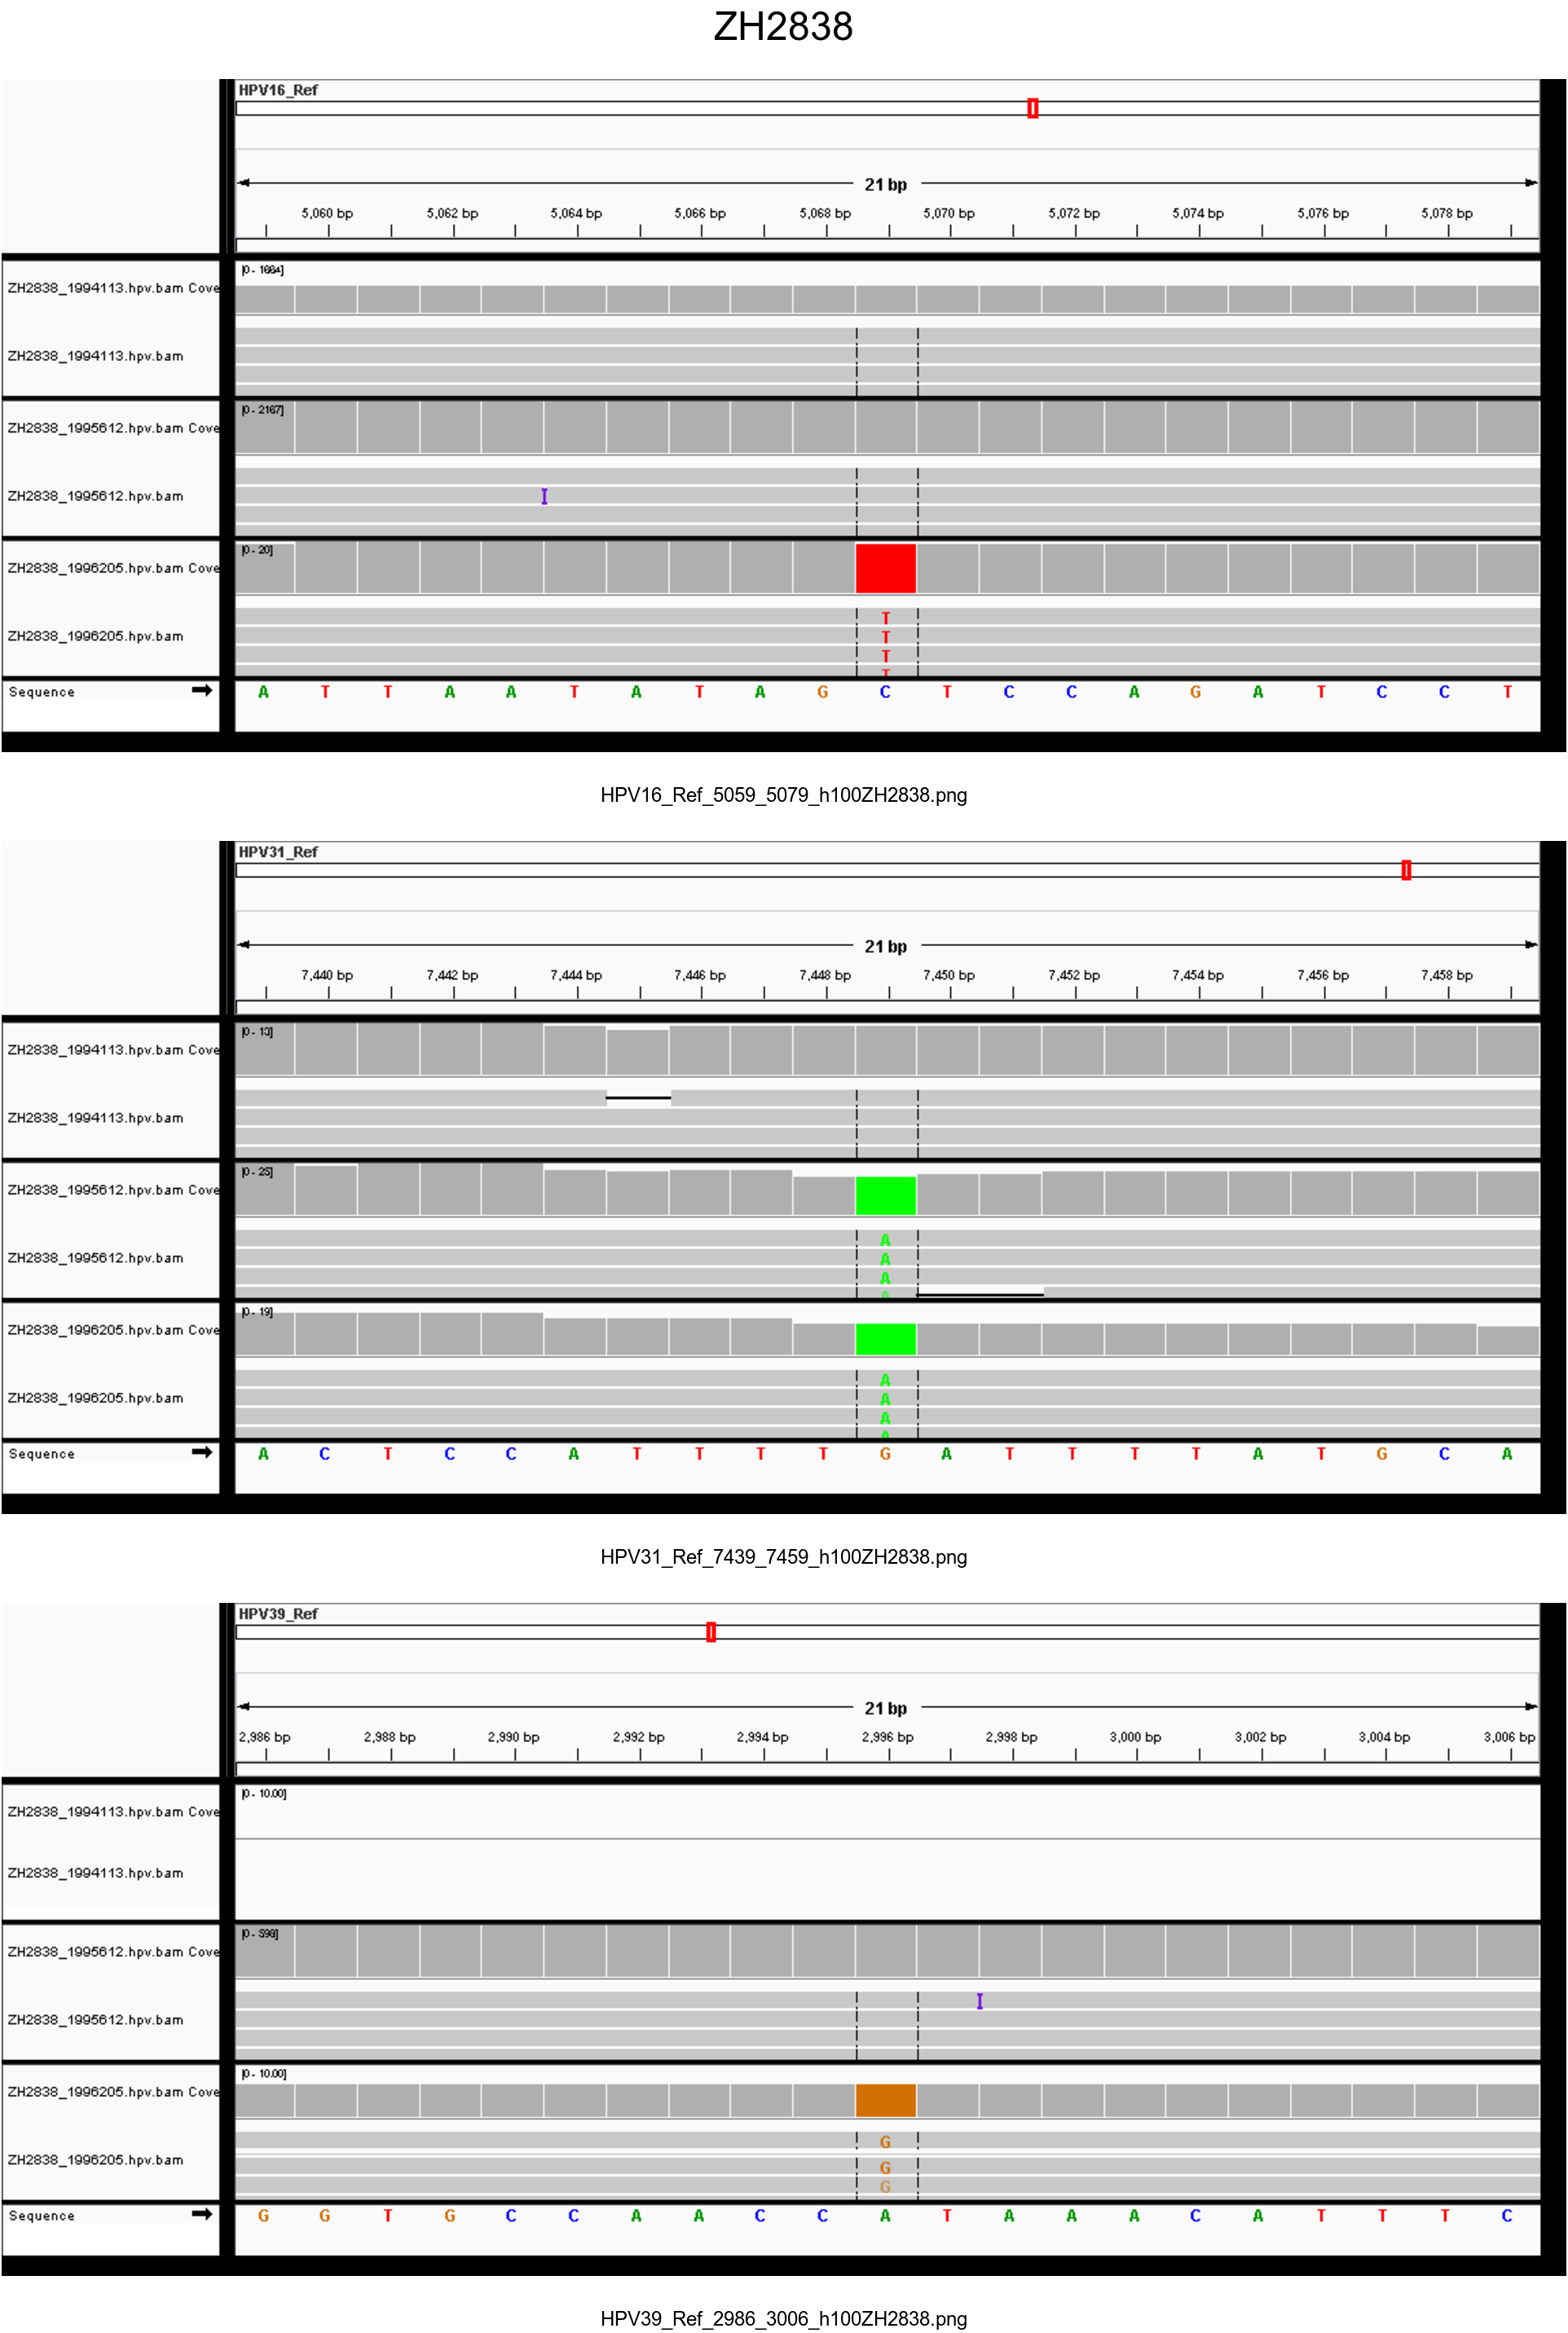 ZH2838
HPV16_Ref
21 bp
5,060 bp 5,062 bp 5,064 bp 5,066 bp 5,068 bp 5,070 bp 5,072 bp 5,074 bp 5,076 bp 5,078 bp
[0 - 1664]
ZH2838_1994113.hpv.bam Cove
ZH2838_1994113.hpv.bam
[0 - 2167]
ZH2838_1995612.hpv.bam Cove
I
ZH2838_1995612.hpv.bam
[0 - 20]
ZH2838_1996205.hpv.bam Cove
T
T
ZH2838_1996205.hpv.bam
T
T
Sequence A T T A A T A T A G C T C C A G A T C C T
HPV16_Ref_5059_5079_h100ZH2838.png
HPV31_Ref
21 bp
7,440 bp 7,442 bp 7,444 bp 7,446 bp 7,448 bp 7,450 bp 7,452 bp 7,454 bp 7,456 bp 7,458 bp
[0 - 13]
ZH2838_1994113.hpv.bam Cove
ZH2838_1994113.hpv.bam
[0 - 25]
ZH2838_1995612.hpv.bam Cove
A
A
ZH2838_1995612.hpv.bam
A
A
[0 - 19]
ZH2838_1996205.hpv.bam Cove
A
A
ZH2838_1996205.hpv.bam
A
A
Sequence A C T C C A T T T T G A T T T T A T G C A
HPV31_Ref_7439_7459_h100ZH2838.png
HPV39_Ref
21 bp
2,986 bp 2,988 bp 2,990 bp 2,992 bp 2,994 bp 2,996 bp 2,998 bp 3,000 bp 3,002 bp 3,004 bp 3,006 bp
[0 - 10.00]
ZH2838_1994113.hpv.bam Cove
ZH2838_1994113.hpv.bam
ZH2838_1995612.hpv.bam Cove
I
ZH2838_1995612.hpv.bam
[0 - 10.00]
ZH2838_1996205.hpv.bam Cove
G
ZH2838_1996205.hpv.bam
G
G
Sequence G G T G C C A A C C A T A A A C A T T T C
HPV39_Ref_2986_3006_h100ZH2838.png